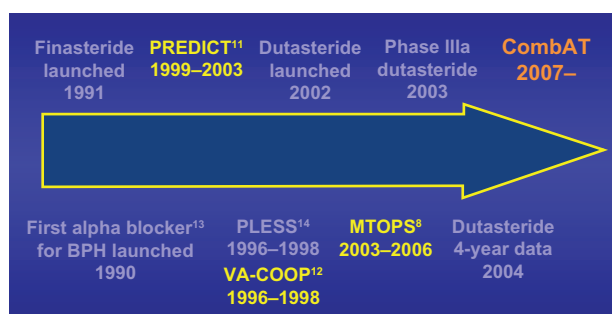 Finasteride
launched
1991
PREDICT¹¹
1999–2003
Dutasteride
launched
2002
Phase IIIa
dutasteride
2003
CombAT
2007–
First alpha blocker¹³
for BPH launched
1990
PLESS¹⁴
1996–1998
VA-COOP¹²
1996–1998
MTOPS⁸
2003–2006
Dutasteride
4-year data
2004